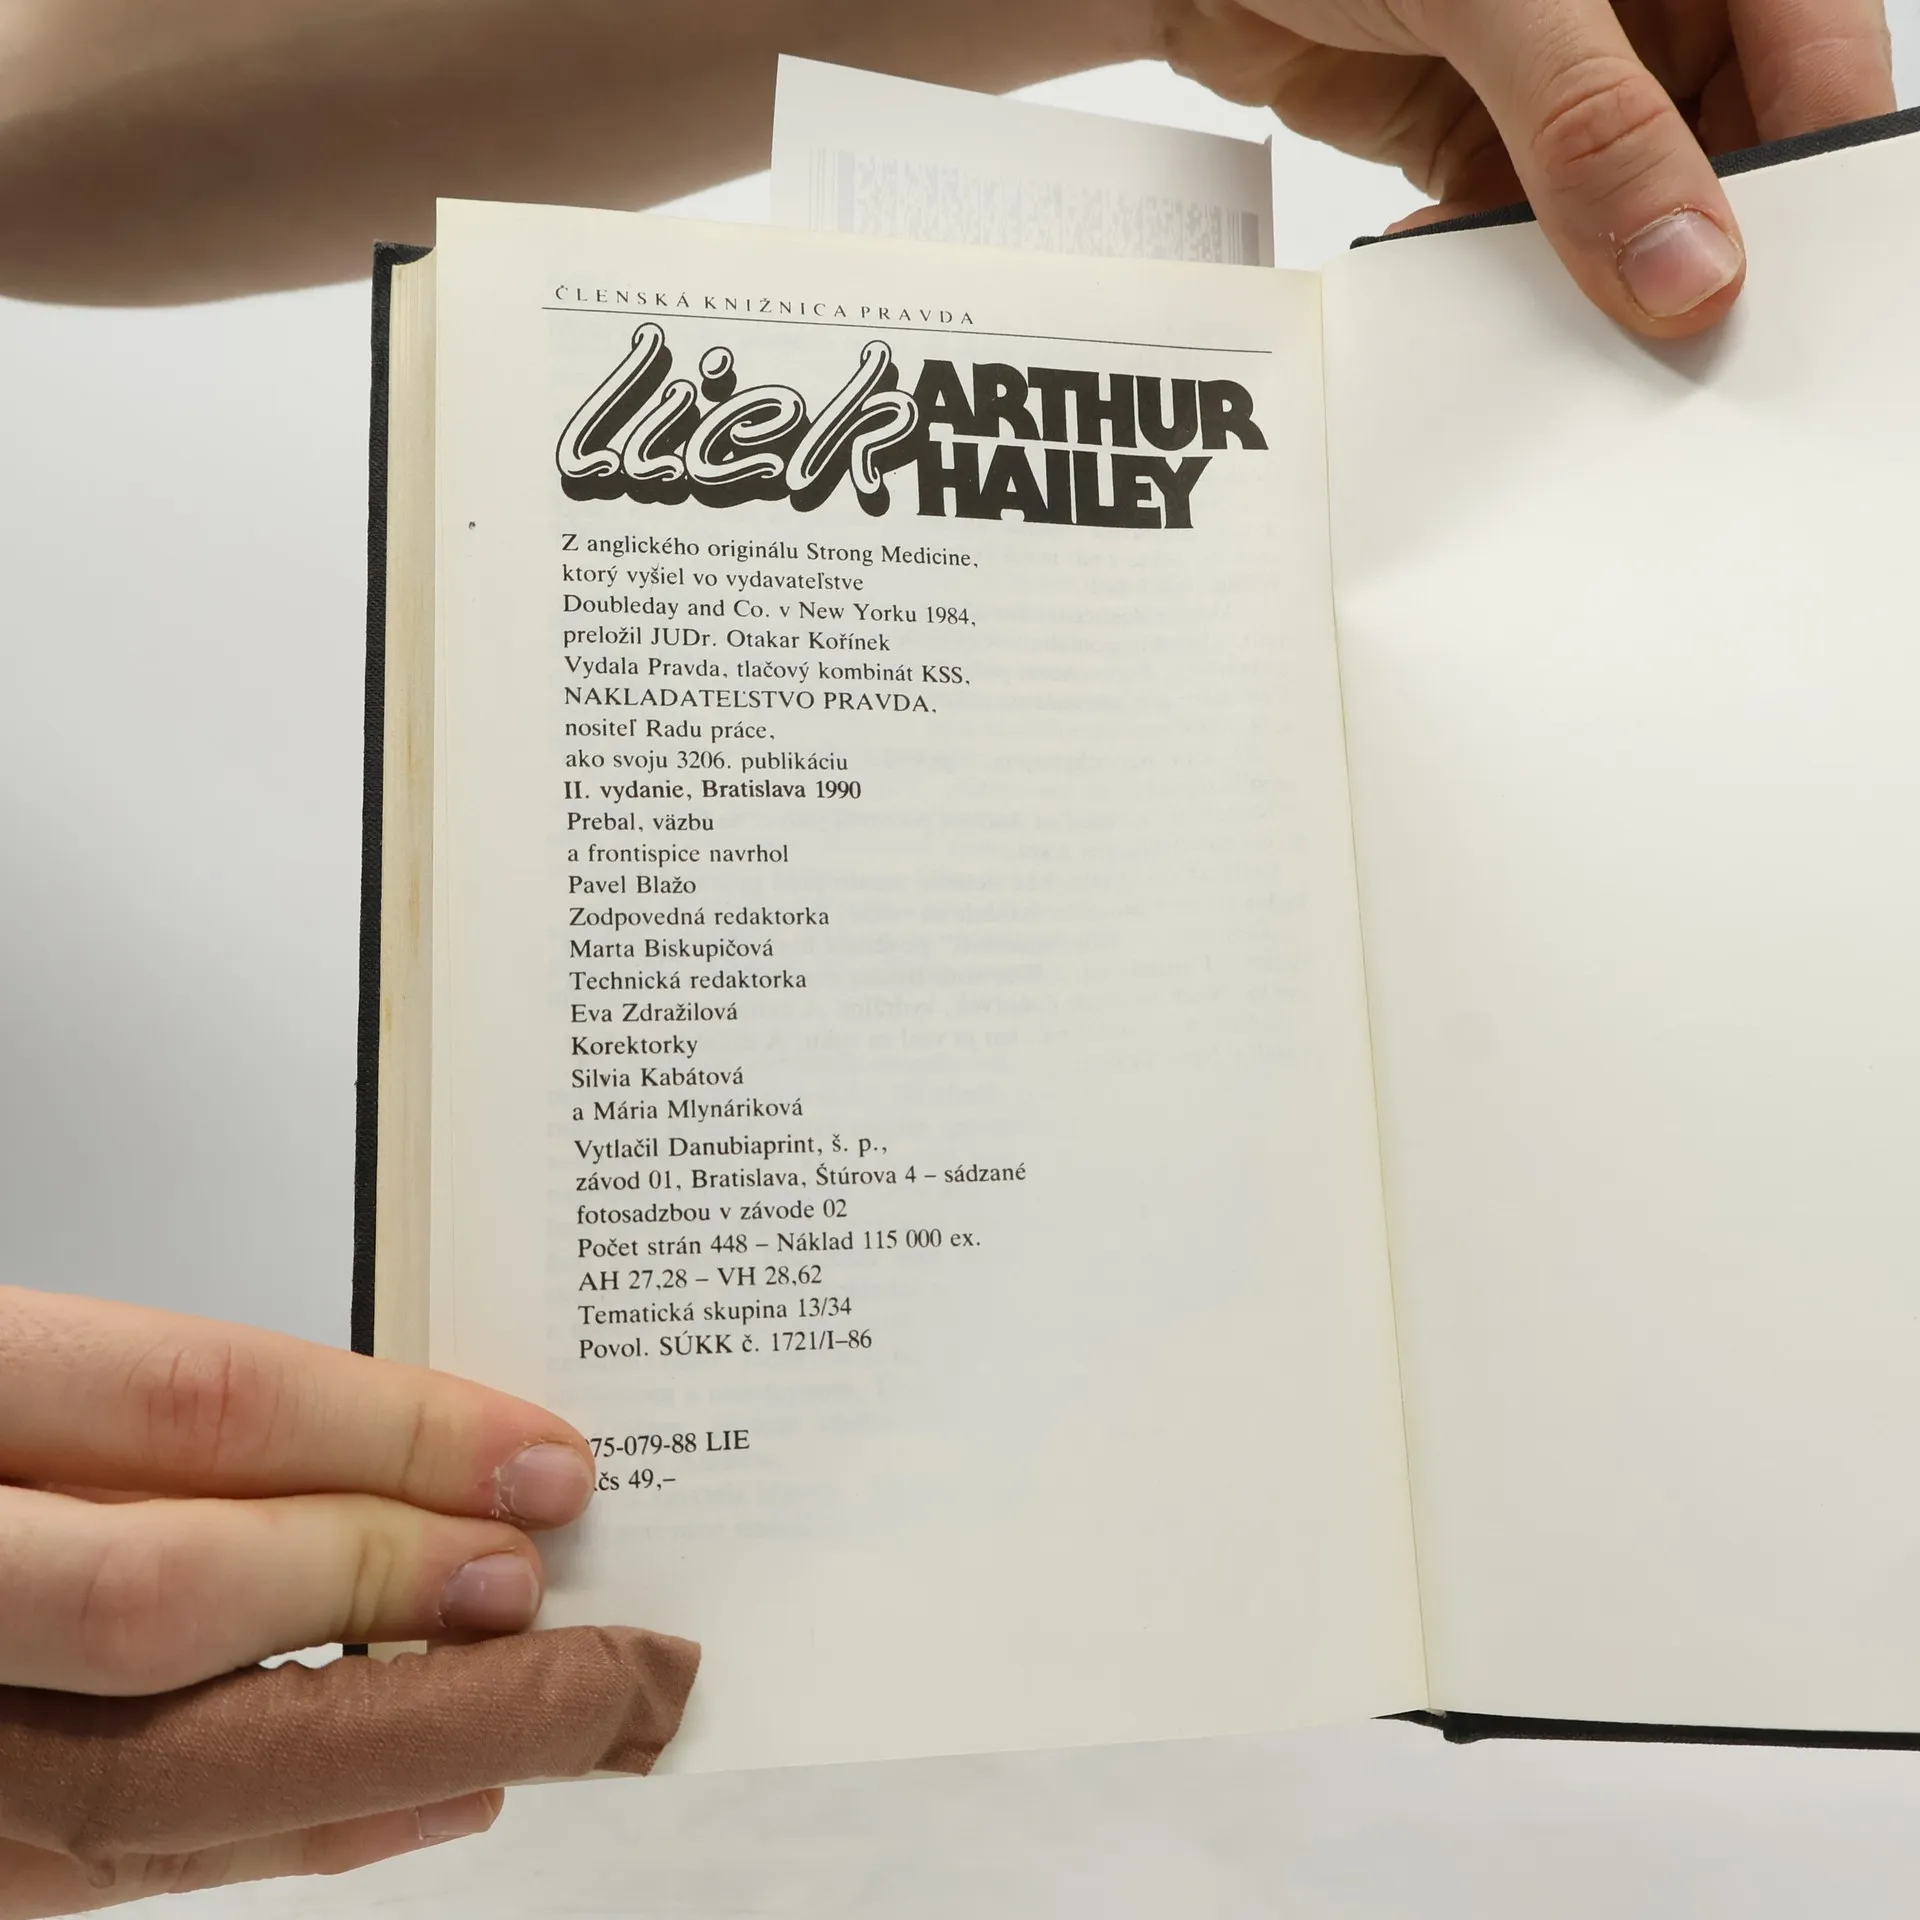 ČLENSKÁ KNIŽNICA PRAVDA
Liek ARTHUR
HAILEY
Z anglického originálu Strong Medicine,
ktorý vyšiel vo vydavateľstve
Doubleday and Co. v New Yorku 1984,
preložil JUDr. Otakar Kořínek
Vydala Pravda, tlačový kombinát KSS,
NAKLADATEĽSTVO PRAVDA,
nositeľ Radu práce,
ako svoju 3206. publikáciu
II. vydanie, Bratislava 1990
Prebal, väzbu
a frontispice navrhol
Pavel Blažo
Zodpovedná redaktorka
Marta Biskupičová
Technická redaktorka
Eva Zdražilová
Korektorky
Silvia Kabátová
a Mária Mlynáriková
Vytlačil Danubiaprint, š. p.,
závod 01, Bratislava, Štúrova 4 – sádzané
fotosadzbou v závode 02
Počet strán 448 – Náklad 115 000 ex.
AH 27,28 – VH 28,62
Tematická skupina 13/34
Povol. SÚKK č. 1721/I–86
75-079-88 LIE
čs 49,–